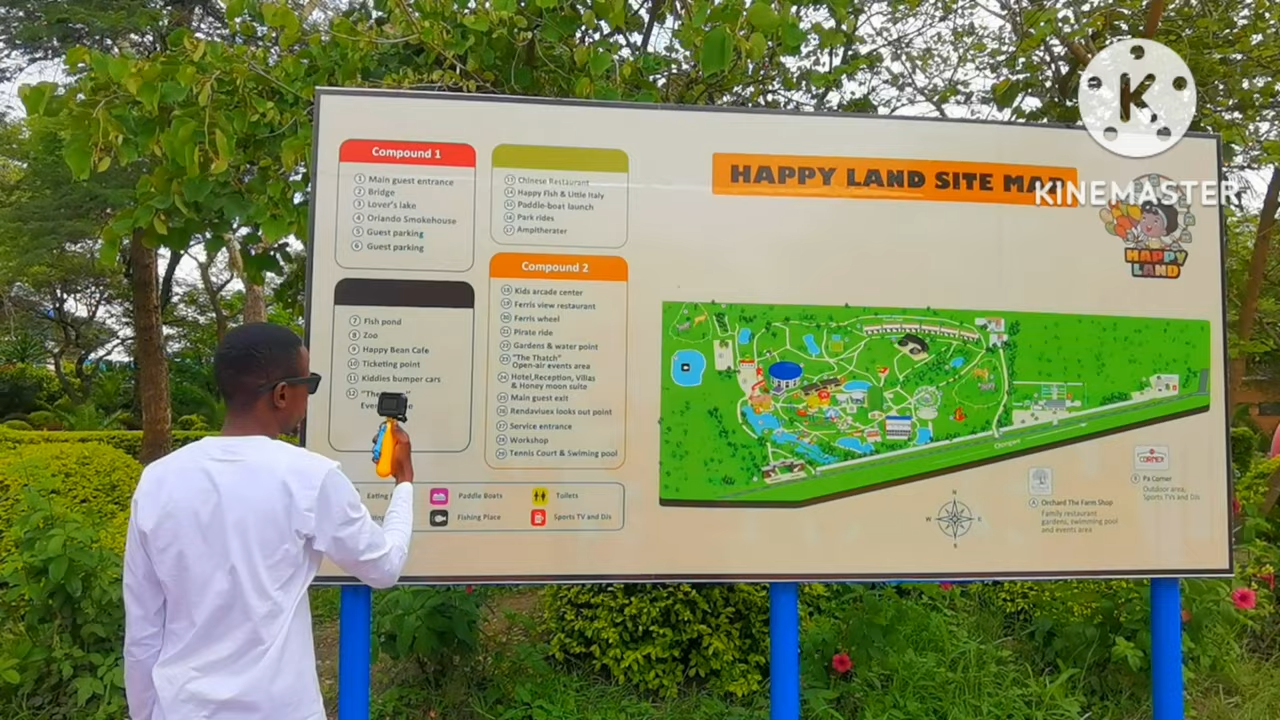 K
KINEMASTER
HAPPY LAND SITE MAP
HAPPY
LAND
Compound 1
1 Main guest entrance
2 Bridge
3 Lover's lake
4 Orlando Smokehouse
5 Guest parking
6 Guest parking
7 Fish pond
8 Zoo
9 Happy Bean Cafe
10 Ticketing point
11 Kiddies bumper cars
12
13 Chinese Restaurant
14 Happy Fish & Little Italy
15 Paddle-boat launch
16 Park rides
17 Ampitherater
Compound 2
18 Kids arcade center
19 Ferris view restaurant
20 Ferris wheel
21 Pirate ride
22 Gardens & water point
23 "The Thatch"
Open-air events area
24 Hotel,Reception, Villas
& Honey moon suite
25 Main guest exit
26 Rendaviues looks out point
27 Service entrance
28 Workshop
29 Tennis Court & Swiming pool
Eating
Paddle Boats
Toilets
Fishing Place
Sports TV and DJs
N
W E
S
A Orchard The Farm Shop
Family restaurant
gardens, swimming pool
and events area
CORNER
B Pa Corner
Outdoor area,
Sports TVs and DJs